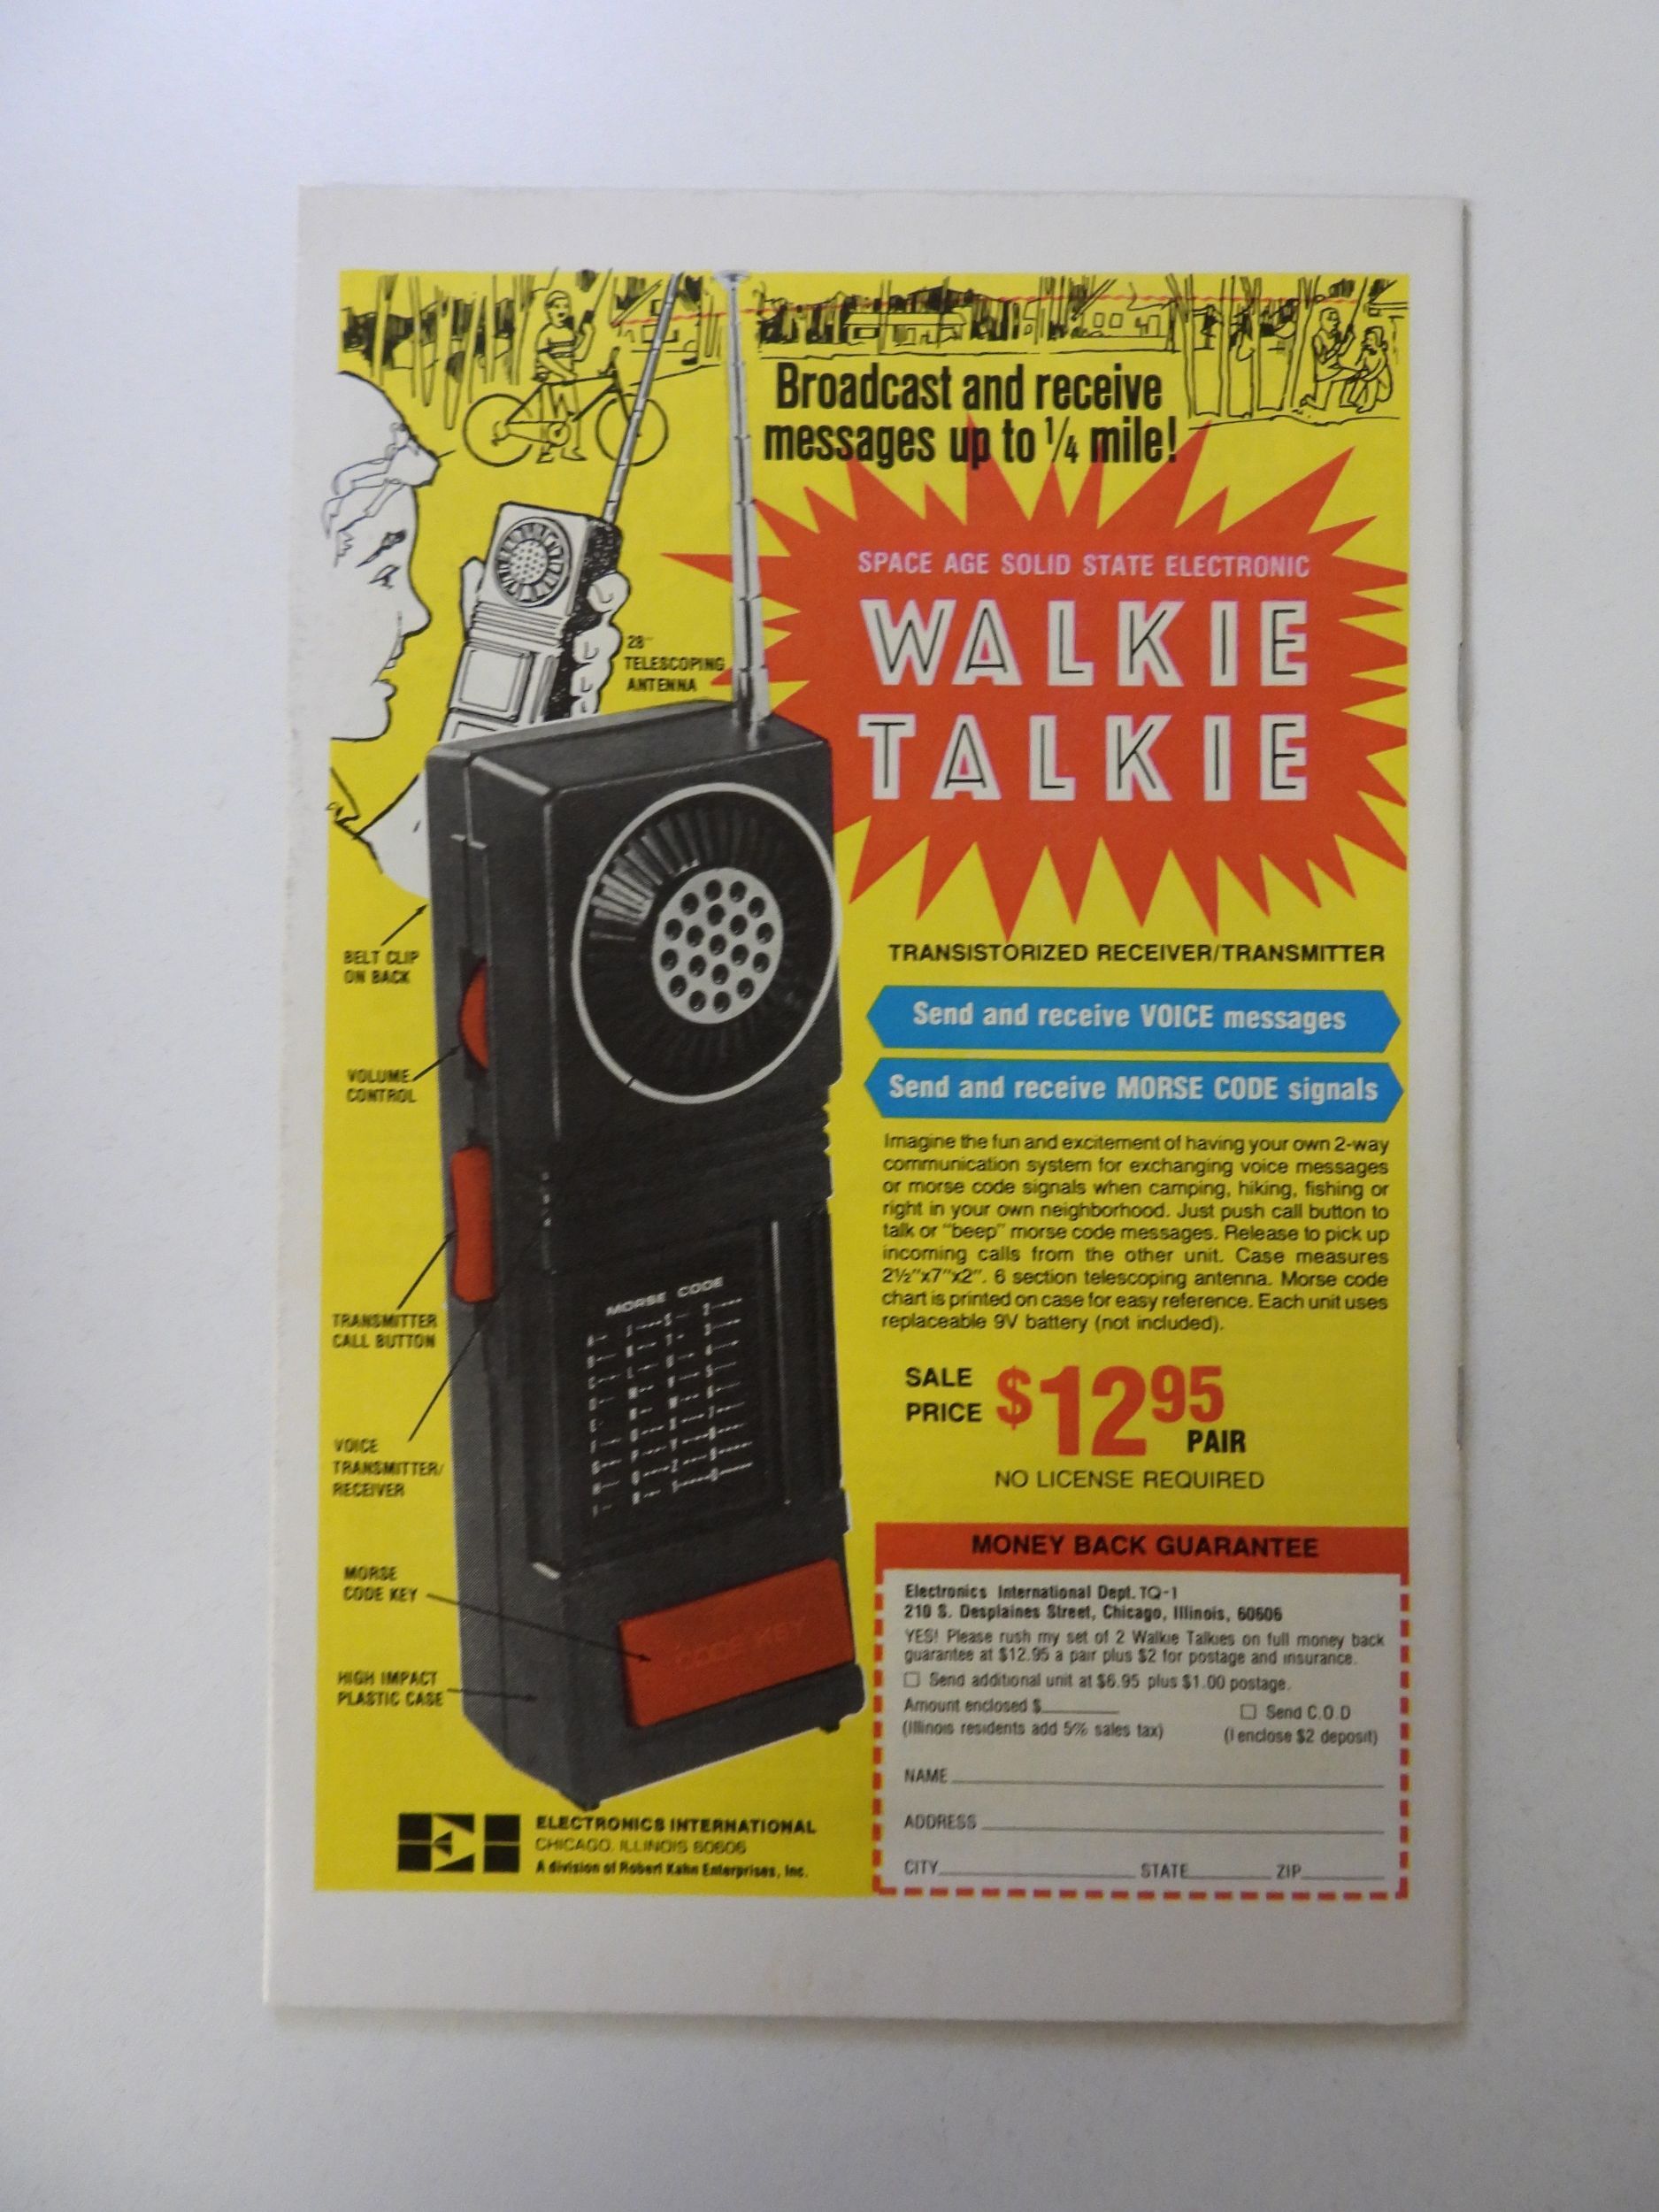 Broadcast and receive
messages up to 1/4 mile!
SPACE AGE SOLID STATE ELECTRONIC
WALKIE
TALKIE
28"
TELESCOPING
ANTENNA
BELT CLIP
ON BACK
VOLUME
CONTROL
TRANSMITTER
CALL BUTTON
VOICE
TRANSMITTER/
RECEIVER
MORSE
CODE KEY
HIGH IMPACT
PLASTIC CASE
MORSE CODE
TRANSISTORIZED RECEIVER/TRANSMITTER
Send and receive VOICE messages
Send and receive MORSE CODE signals
Imagine the fun and excitement of having your own 2-way
communication system for exchanging voice messages
or morse code signals when camping, hiking, fishing or
right in your own neighborhood. Just push call button to
talk or "beep" morse code messages. Release to pick up
incoming calls from the other unit. Case measures
2½"x7"x2". 6 section telescoping antenna. Morse code
chart is printed on case for easy reference. Each unit uses
replaceable 9V battery (not included).
SALE
PRICE $12.95
PAIR
NO LICENSE REQUIRED
MONEY BACK GUARANTEE
Electronics International Dept. TQ-1
210 S. Desplaines Street, Chicago, Illinois, 60606
YES! Please rush my set of 2 Walkie Talkies on full money back
guarantee at $12.95 a pair plus $2 for postage and insurance.
Send additional unit at $6.95 plus $1.00 postage.
Amount enclosed $ Send C.O.D
(Illinois residents add 5% sales tax) (I enclose $2 deposit)
NAME
ADDRESS
CITY STATE ZIP
ELECTRONICS INTERNATIONAL
CHICAGO, ILLINOIS 60606
A division of Robert Kahn Enterprises, Inc.